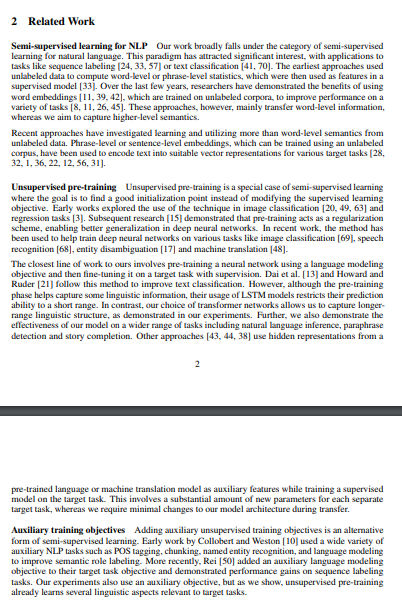 2 Related Work
Semi-supervised learning for NLP Our work broadly falls under the category of semi-supervised
learning for natural language. This paradigm has attracted significant interest, with applications to
tasks like sequence labeling [24, 33, 57] or text classification [41, 70]. The earliest approaches used
unlabeled data to compute word-level or phrase-level statistics, which were then used as features in a
supervised model [33]. Over the last few years, researchers have demonstrated the benefits of using
word embeddings [11, 39, 42], which are trained on unlabeled corpora, to improve performance on a
variety of tasks [8, 11, 26, 45]. These approaches, however, mainly transfer word-level information,
whereas we aim to capture higher-level semantics.
Recent approaches have investigated learning and utilizing more than word-level semantics from
unlabeled data. Phrase-level or sentence-level embeddings, which can be trained using an unlabeled
corpus, have been used to encode text into suitable vector representations for various target tasks [28,
32, 1, 36, 22, 12, 56, 31].
Unsupervised pre-training Unsupervised pre-training is a special case of semi-supervised learning
where the goal is to find a good initialization point instead of modifying the supervised learning
objective. Early works explored the use of the technique in image classification [20, 49, 63] and
regression tasks [3]. Subsequent research [15] demonstrated that pre-training acts as a regularization
scheme, enabling better generalization in deep neural networks. In recent work, the method has
been used to help train deep neural networks on various tasks like image classification [69], speech
recognition [68], entity disambiguation [17] and machine translation [48].
The closest line of work to ours involves pre-training a neural network using a language modeling
objective and then fine-tuning it on a target task with supervision. Dai et al. [13] and Howard and
Ruder [21] follow this method to improve text classification. However, although the pre-training
phase helps capture some linguistic information, their usage of LSTM models restricts their prediction
ability to a short range. In contrast, our choice of transformer networks allows us to capture longer-
range linguistic structure, as demonstrated in our experiments. Further, we also demonstrate the
effectiveness of our model on a wider range of tasks including natural language inference, paraphrase
detection and story completion. Other approaches [43, 44, 38] use hidden representations from a
2
pre-trained language or machine translation model as auxiliary features while training a supervised
model on the target task. This involves a substantial amount of new parameters for each separate
target task, whereas we require minimal changes to our model architecture during transfer.
Auxiliary training objectives Adding auxiliary unsupervised training objectives is an alternative
form of semi-supervised learning. Early work by Collobert and Weston [10] used a wide variety of
auxiliary NLP tasks such as POS tagging, chunking, named entity recognition, and language modeling
to improve semantic role labeling. More recently, Rei [50] added an auxiliary language modeling
objective to their target task objective and demonstrated performance gains on sequence labeling
tasks. Our experiments also use an auxiliary objective, but as we show, unsupervised pre-training
already learns several linguistic aspects relevant to target tasks.